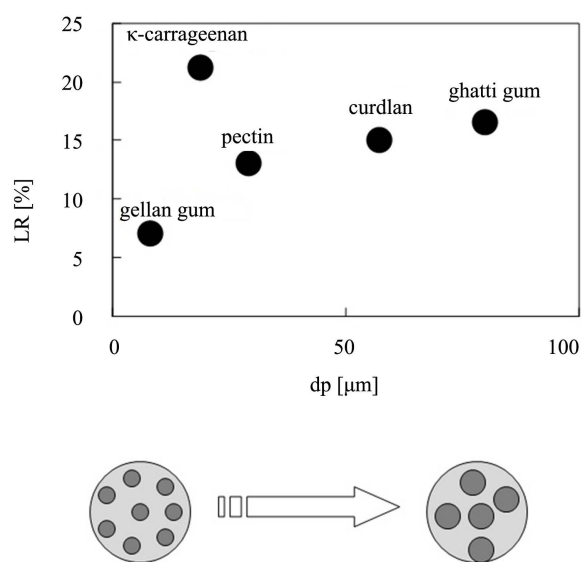 25
κ-carrageenan
20
ghatti gum
curdlan
15
pectin
LR [%]
10
gellan gum
5
0
0 50 100
dp [μm]